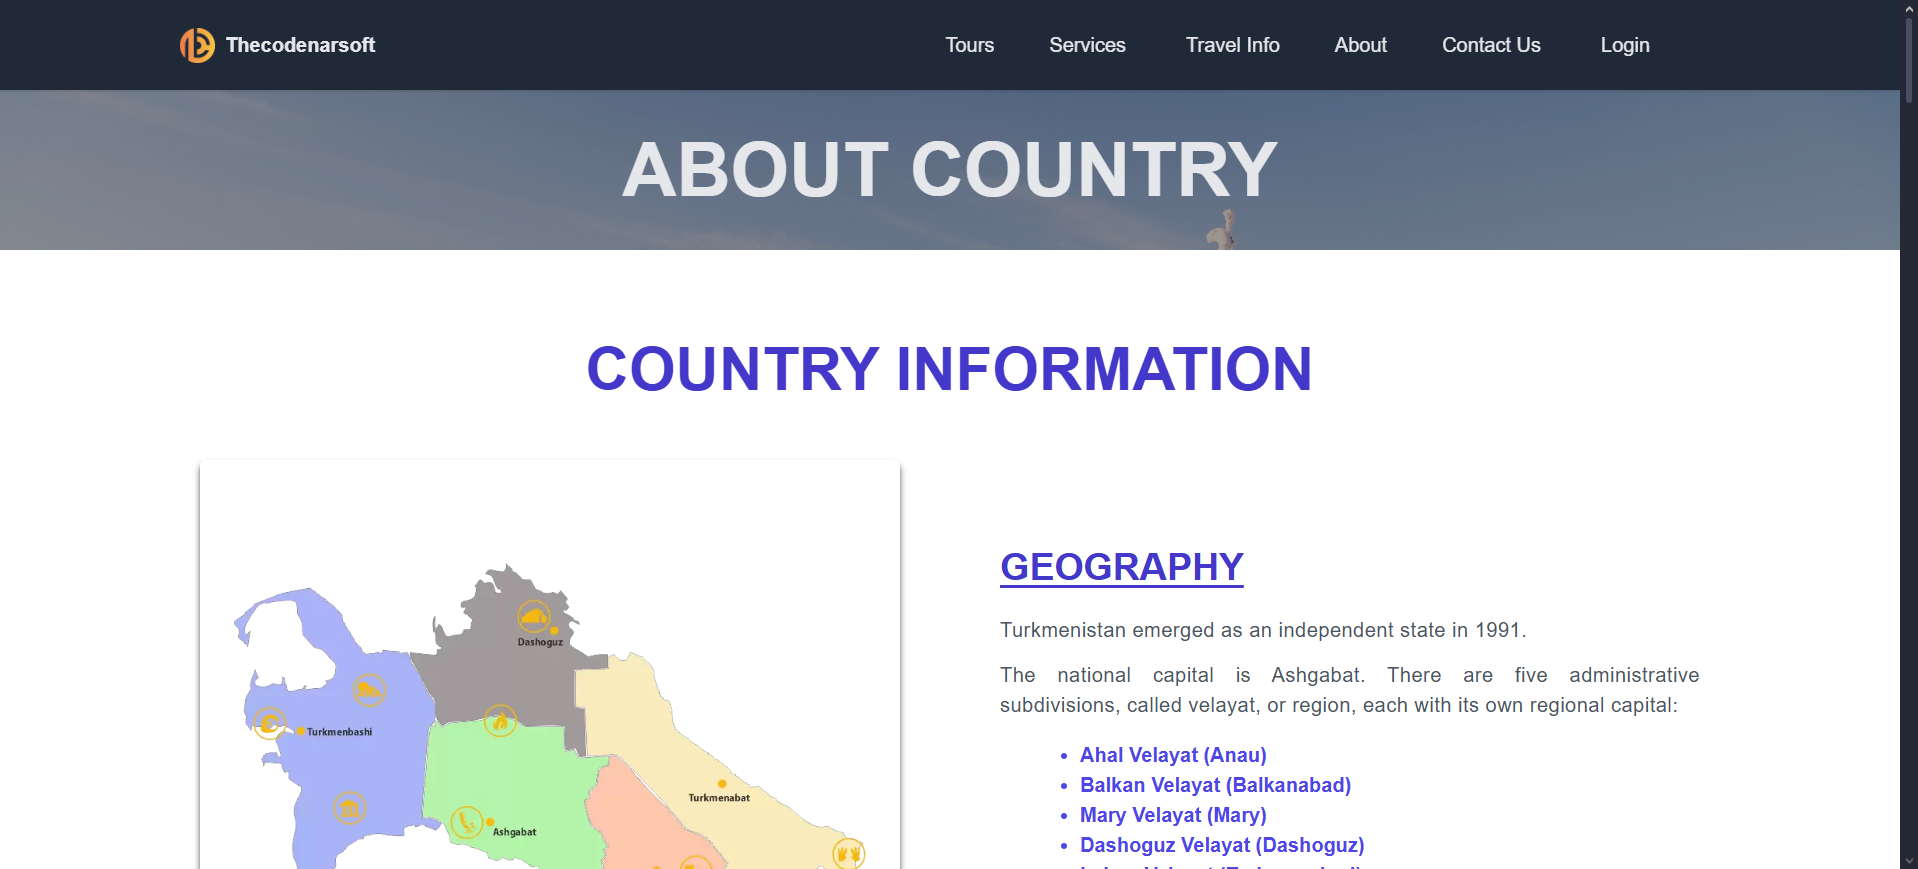 Thecodenarsoft
Tours
Services
Travel Info
About
Contact Us
Login
ABOUT COUNTRY
COUNTRY INFORMATION
Dashoguz
Turkmenbashi
Turkmenabat
Ashgabat
GEOGRAPHY
Turkmenistan emerged as an independent state in 1991.
The national capital is Ashgabat. There are five administrative
subdivisions, called velayat, or region, each with its own regional capital:
• Ahal Velayat (Anau)
• Balkan Velayat (Balkanabad)
• Mary Velayat (Mary)
• Dashoguz Velayat (Dashoguz)